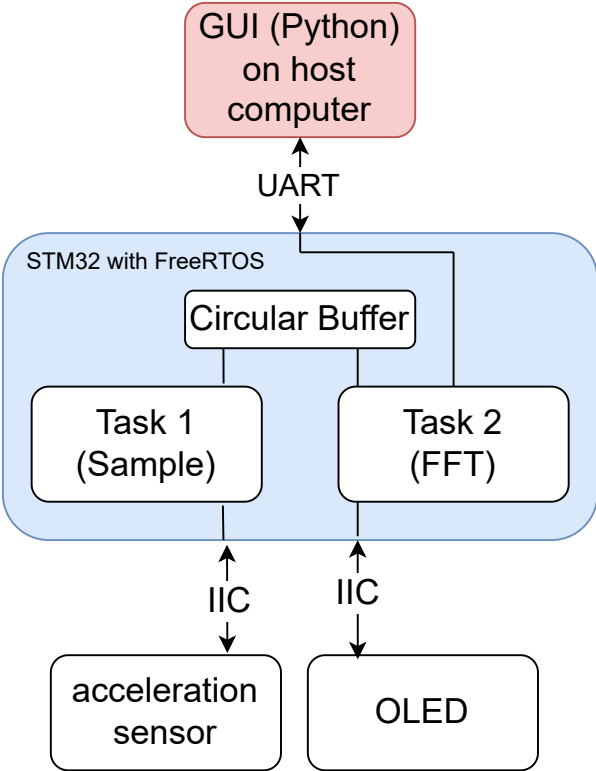 GUI (Python)
on host
computer
UART
STM32 with FreeRTOS
Circular Buffer
Task 1
(Sample)
Task 2
(FFT)
IIC
IIC
acceleration
sensor
OLED